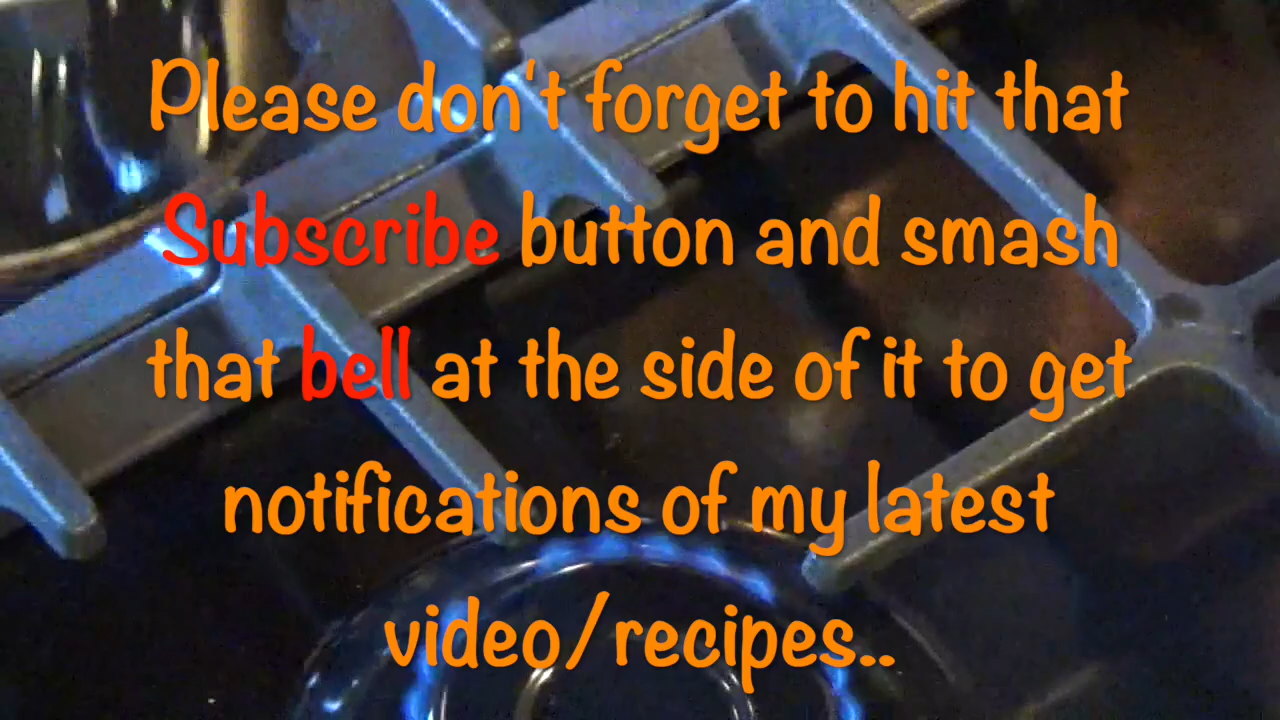 Please don't forget to hit that
Subscribe button and smash
that bell at the side of it to get
notifications of my latest
video/recipes..